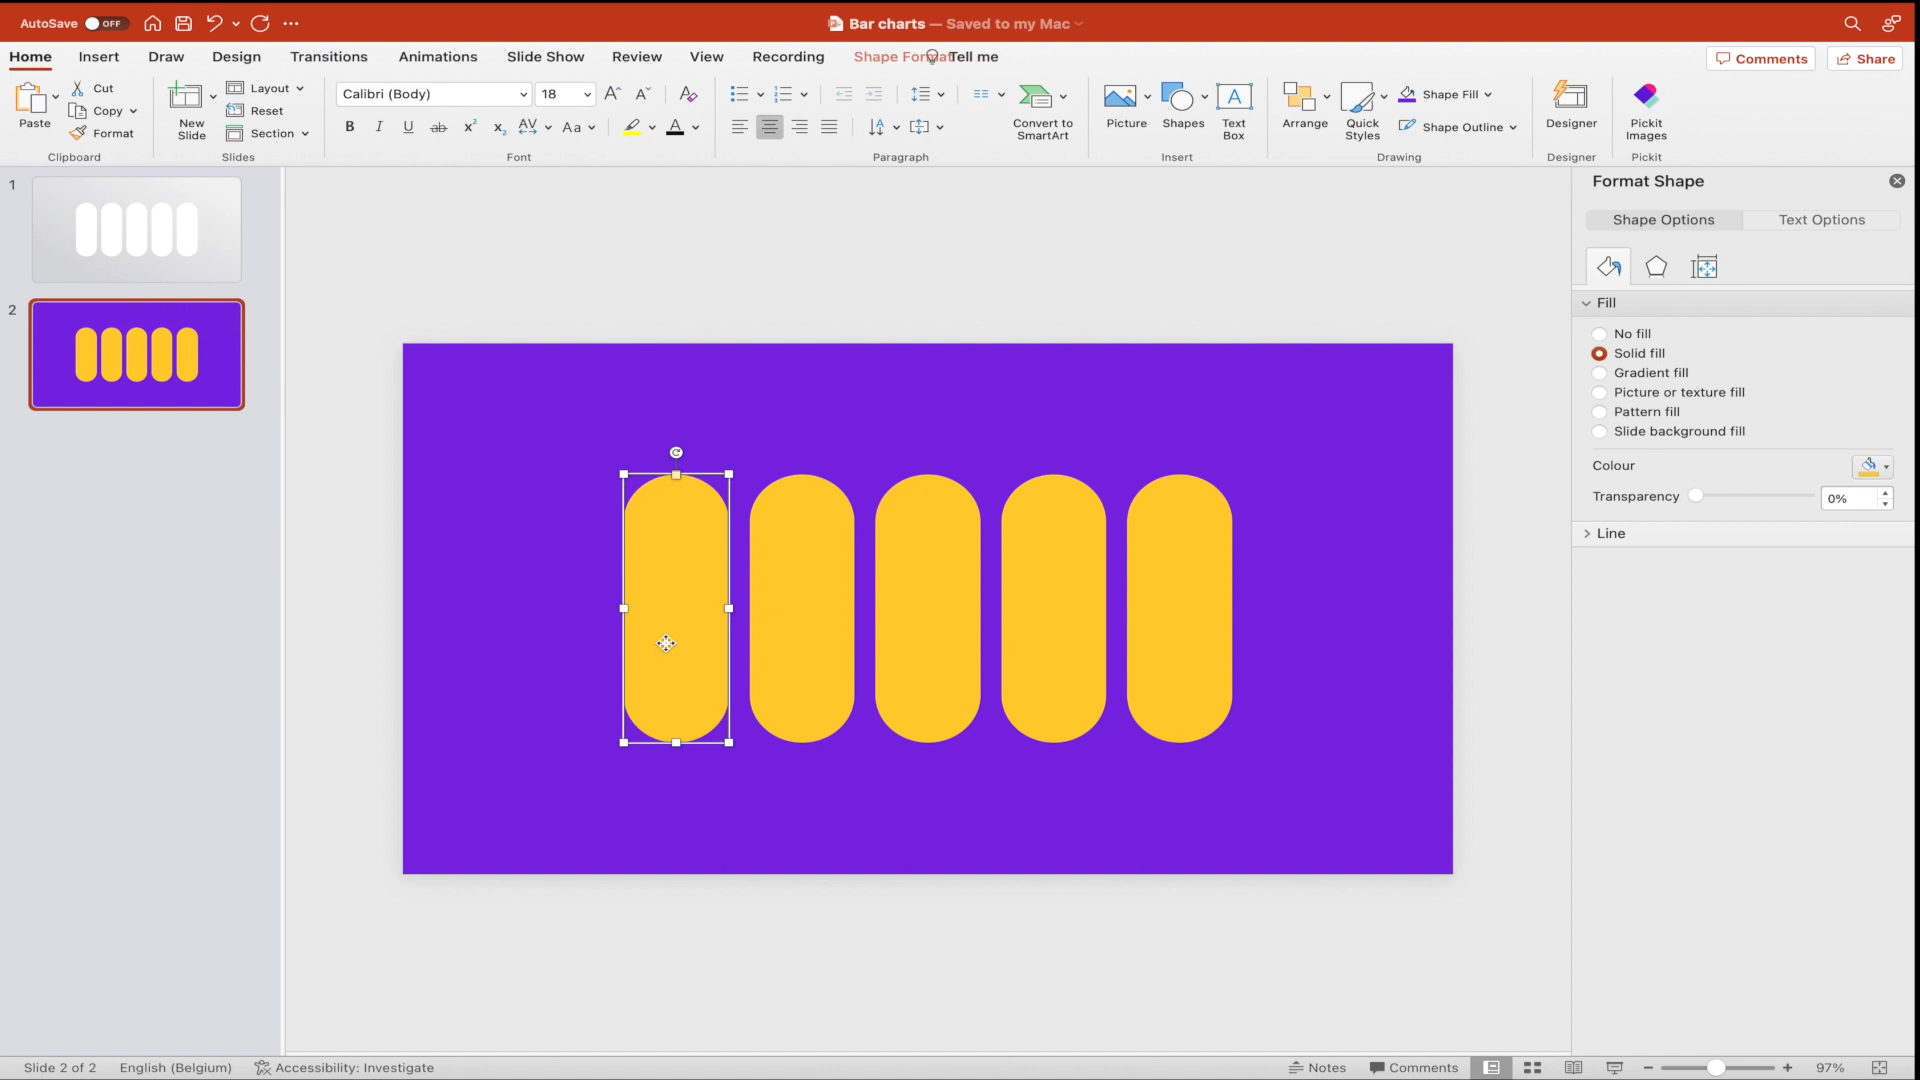 AutoSave OFF
Bar charts — Saved to my Mac
Home Insert Draw Design Transitions Animations Slide Show Review View Recording Shape Format Tell me
Comments Share
Paste
Cut
Copy
Format
Clipboard
New Slide
Layout
Reset
Section
Slides
Calibri (Body) 18
B I U ab x² x₂ AV Aa A
Font
Paragraph
Convert to SmartArt
Picture
Shapes
Text Box
Insert
Arrange
Quick Styles
Shape Fill
Shape Outline
Drawing
Designer
Designer
Pickit Images
Pickit
1
2
Format Shape
Shape Options Text Options
Fill
No fill
Solid fill
Gradient fill
Picture or texture fill
Pattern fill
Slide background fill
Colour
Transparency 0%
Line
Slide 2 of 2 English (Belgium) Accessibility: Investigate
Notes Comments 97%